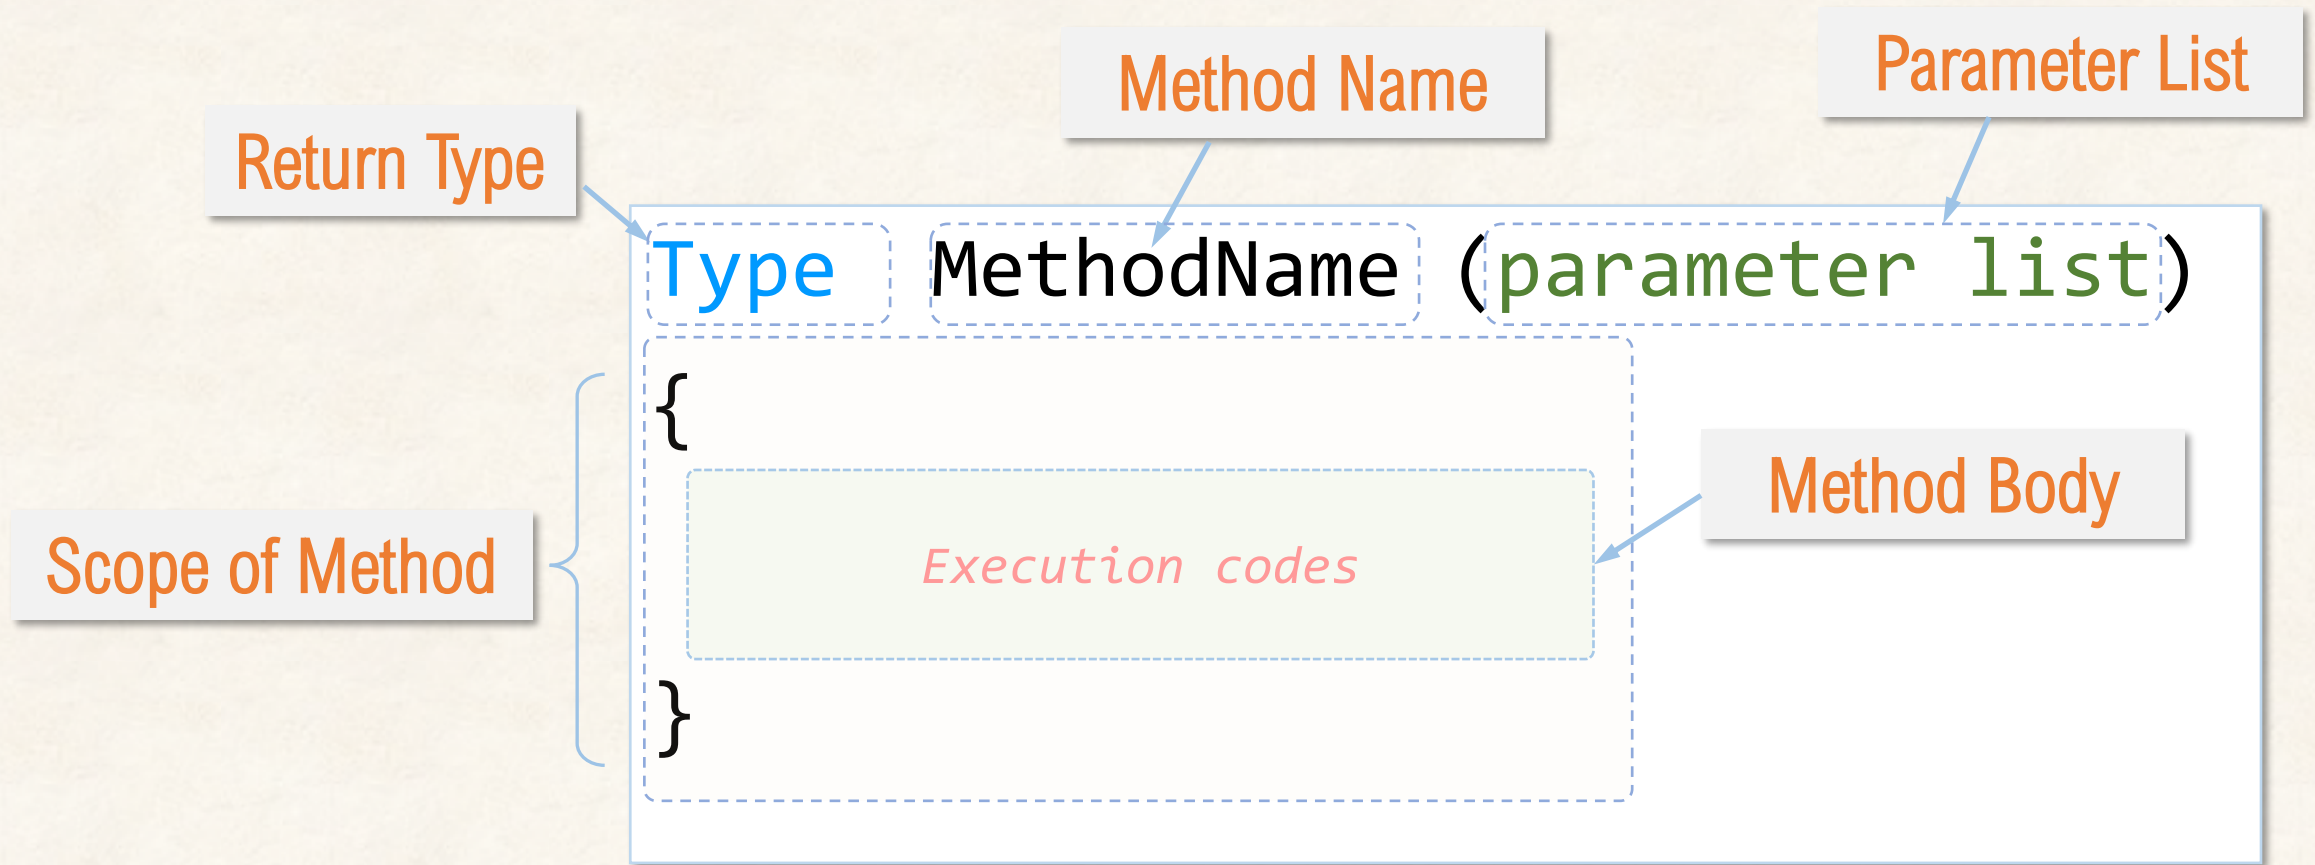 Parameter List
Method Name
Return Type
Type MethodName (parameter list)
{
Method Body
Execution codes
Scope of Method
}